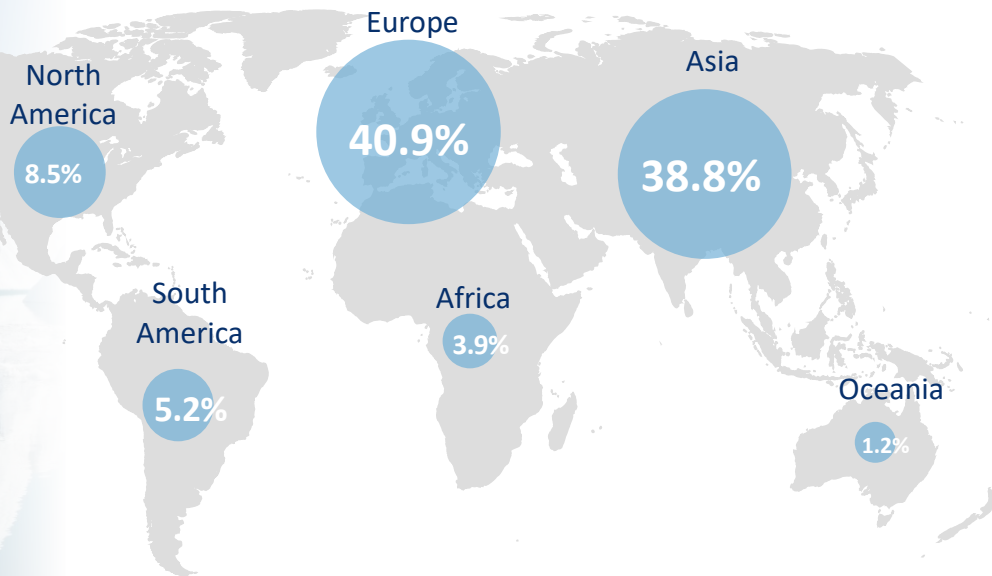 Europe
40.9%
Asia
38.8%
North
America
8.5%
South
America
5.2%
Africa
3.9%
Oceania
1.2%